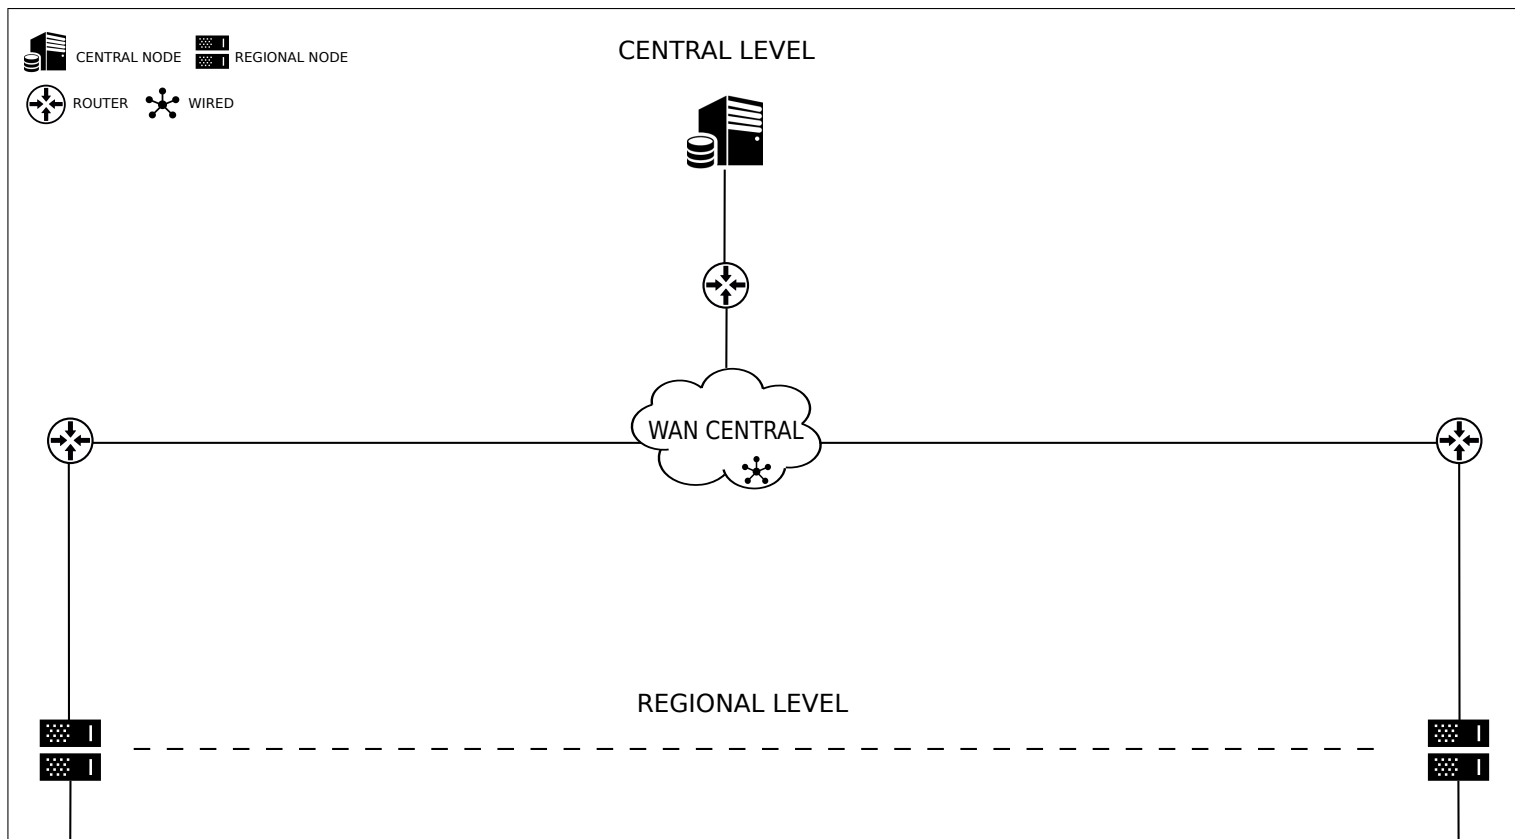 CENTRAL NODE
REGIONAL NODE
ROUTER
WIRED
CENTRAL LEVEL
WAN CENTRAL
REGIONAL LEVEL